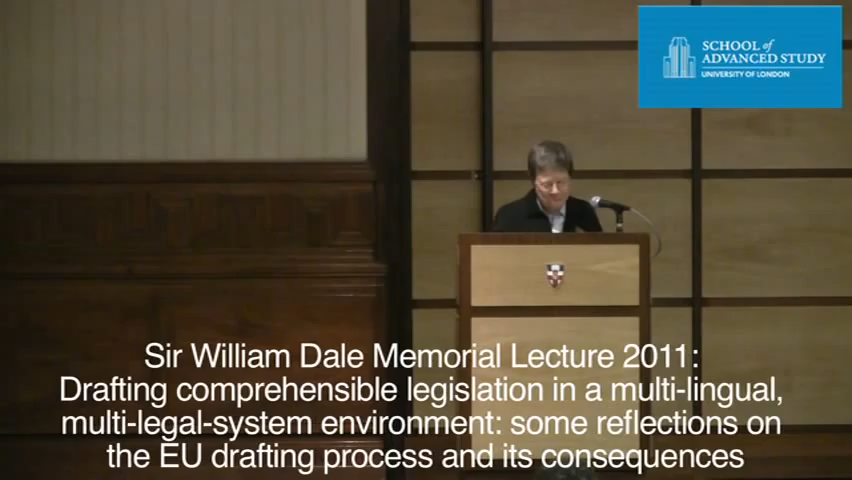 SCHOOL of
ADVANCED STUDY
UNIVERSITY OF LONDON
Sir William Dale Memorial Lecture 2011:
Drafting comprehensible legislation in a multi-lingual,
multi-legal-system environment: some reflections on
the EU drafting process and its consequences